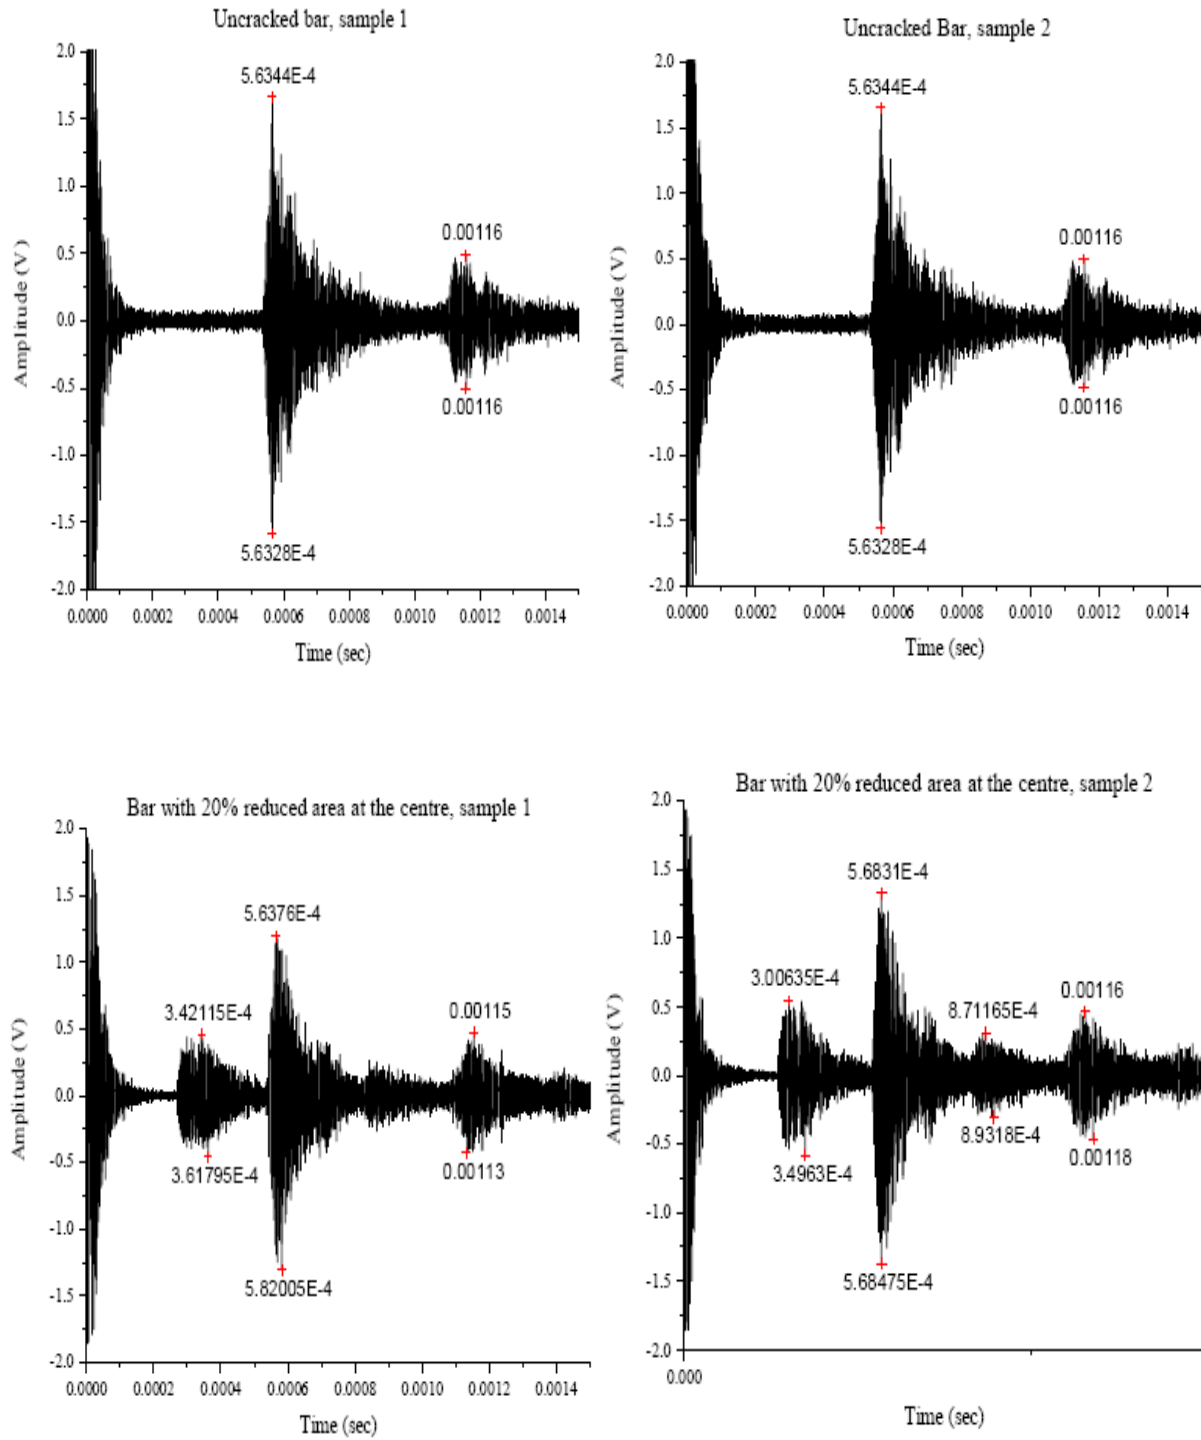 Uncracked bar, sample 1
2.0
1.5
1.0
0.5
0.0
-0.5
-1.0
-1.5
-2.0
Amplitude (V)
5.6344E-4
0.00116
0.00116
5.6328E-4
0.0000 0.0002 0.0004 0.0006 0.0008 0.0010 0.0012 0.0014
Time (sec)
Uncracked Bar, sample 2
2.0
1.5
1.0
0.5
0.0
-0.5
-1.0
-1.5
-2.0
Amplitude (V)
5.6344E-4
0.00116
0.00116
5.6328E-4
0.0000 0.0002 0.0004 0.0006 0.0008 0.0010 0.0012 0.0014
Time (sec)
Bar with 20% reduced area at the centre, sample 1
2.0
1.5
1.0
0.5
0.0
-0.5
-1.0
-1.5
-2.0
Amplitude (V)
5.6376E-4
3.42115E-4
0.00115
3.61795E-4
0.00113
5.82005E-4
0.0000 0.0002 0.0004 0.0006 0.0008 0.0010 0.0012 0.0014
Time (sec)
Bar with 20% reduced area at the centre, sample 2
2.0
1.5
1.0
0.5
0.0
-0.5
-1.0
-1.5
-2.0
Amplitude (V)
5.6831E-4
3.00635E-4
8.71165E-4
0.00116
3.4963E-4
8.9318E-4
0.00118
5.68475E-4
0.000
Time (sec)